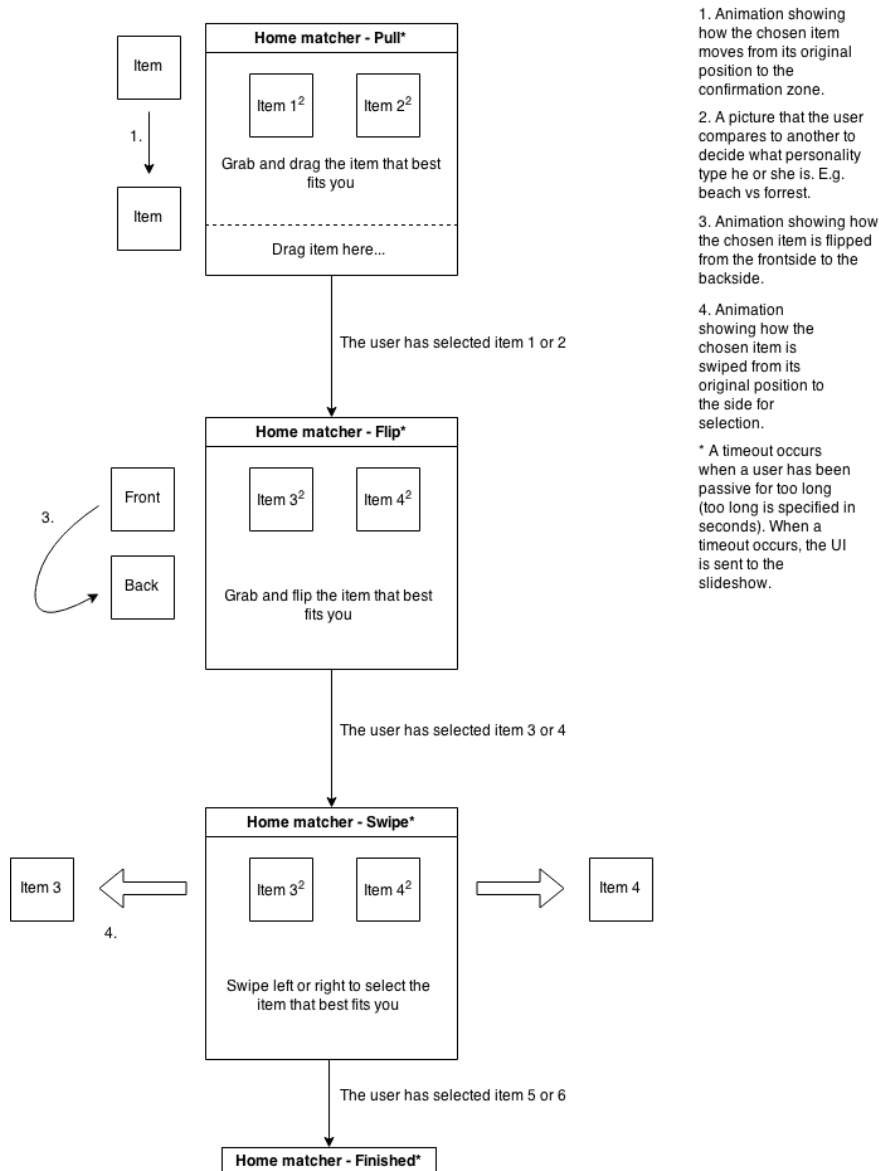 Home matcher - Pull*
Item
Item 1²
Item 2²
1.
Grab and drag the item that best
fits you
Item
Drag item here...
The user has selected item 1 or 2
Home matcher - Flip*
Front
Item 3²
Item 4²
3.
Back
Grab and flip the item that best
fits you
The user has selected item 3 or 4
Home matcher - Swipe*
Item 3
Item 3²
Item 4²
Item 4
4.
Swipe left or right to select the
item that best fits you
The user has selected item 5 or 6
Home matcher - Finished*
1. Animation showing
how the chosen item
moves from its original
position to the
confirmation zone.
2. A picture that the user
compares to another to
decide what personality
type he or she is. E.g.
beach vs forrest.
3. Animation showing how
the chosen item is flipped
from the frontside to the
backside.
4. Animation
showing how the
chosen item is
swiped from its
original position to
the side for
selection.
* A timeout occurs
when a user has been
passive for too long
(too long is specified in
seconds). When a
timeout occurs, the UI
is sent to the
slideshow.